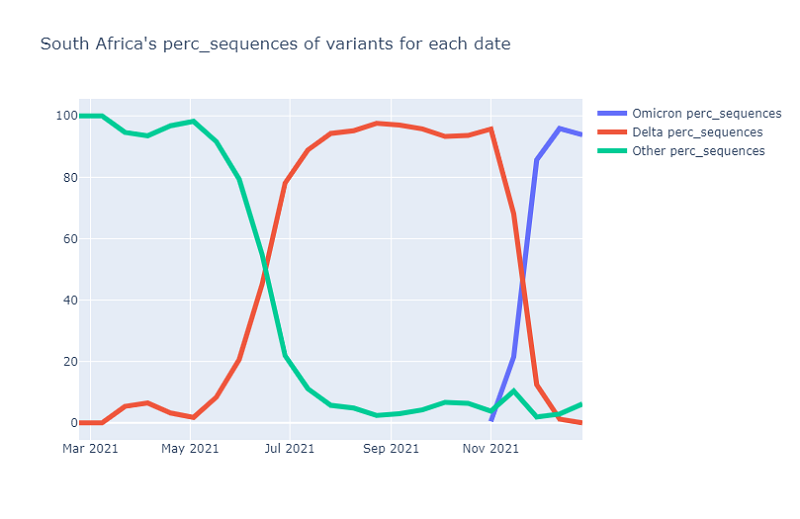 South Africa's perc_sequences of variants for each date
Omicron perc_sequences
Delta perc_sequences
Other perc_sequences
100
80
60
40
20
0
Mar 2021 May 2021 Jul 2021 Sep 2021 Nov 2021